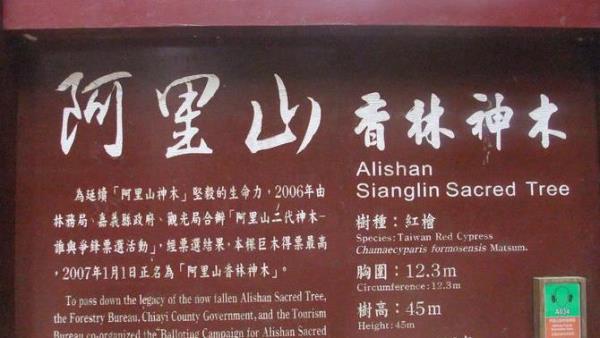 阿里山 香林神木
Alishan
Sianglin Sacred Tree
為延續「阿里山神木」堅毅的生命力，2006年由
林務局、嘉義縣政府、觀光局合辦「阿里山二代神木-
誰與爭鋒票選活動」，經票選結果，本棵巨木得票最高
，2007年1月1日正名為「阿里山香林神木」。
To pass down the legacy of the now fallen Alishan Sacred Tree,
the Forestry Bureau, Chiayi County Government, and the Tourism
Bureau co-organized the "Balloting Campaign for Alishan Sacred
樹種：紅檜
Species: Taiwan Red Cypress
Chamaecyparis formosensis Matsum.
胸圍：12.3m
Circumference: 12.3m
樹高：45m
Height: 45m
A034